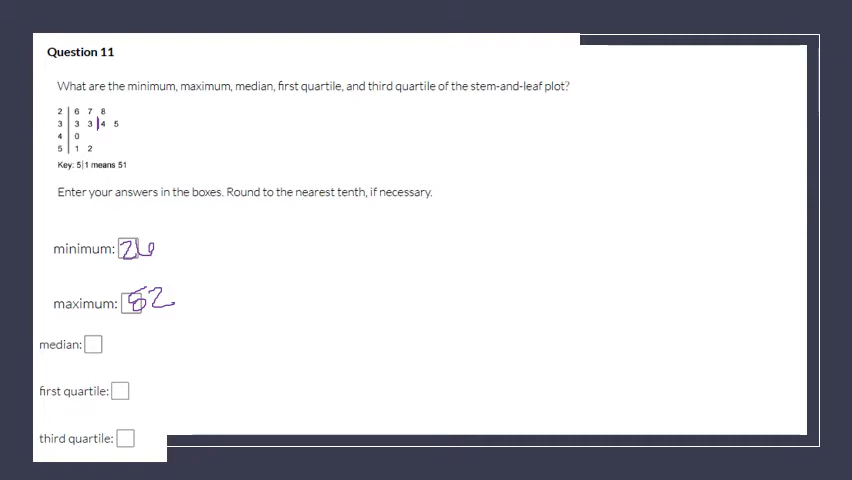 Question 11
What are the minimum, maximum, median, first quartile, and third quartile of the stem-and-leaf plot?
2 | 6 7 8
3 | 3 3 | 4 5
4 | 0
5 | 1 2
Key: 5|1 means 51
Enter your answers in the boxes. Round to the nearest tenth, if necessary.
minimum: 26
maximum: 52
median:
first quartile:
third quartile: